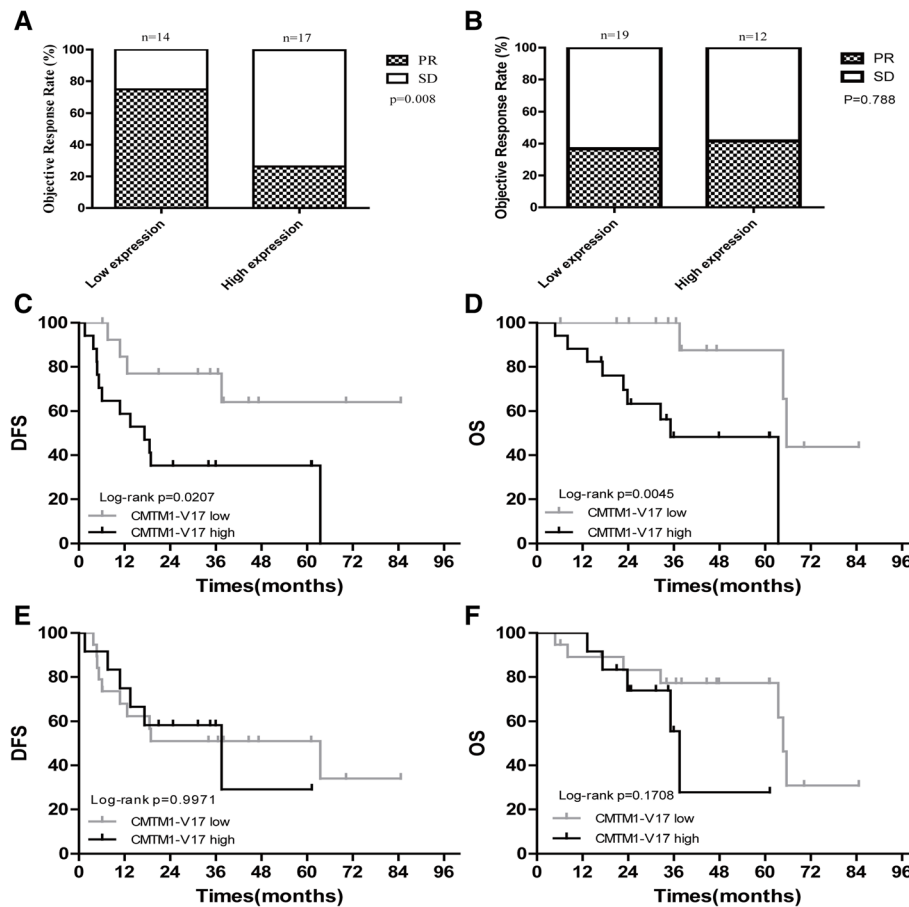 A
n=14 n=17
Objective Response Rate (%)
100
80
60
40
20
0
PR
SD
p=0.008
Low expression
High expression
B
n=19 n=12
Objective Response Rate (%)
100
80
60
40
20
0
PR
SD
P=0.788
Low expression
High expression
C
DFS
100
80
60
40
20
0
Log-rank p=0.0207
CMTM1-V17 low
CMTM1-V17 high
0 12 24 36 48 60 72 84 96
Times(months)
D
OS
100
80
60
40
20
0
Log-rank p=0.0045
CMTM1-V17 low
CMTM1-V17 high
0 12 24 36 48 60 72 84 96
Times(months)
E
DFS
100
80
60
40
20
0
Log-rank p=0.9971
CMTM1-V17 low
CMTM1-V17 high
0 12 24 36 48 60 72 84 96
Times(months)
F
OS
100
80
60
40
20
0
Log-rank p=0.1708
CMTM1-V17 low
CMTM1-V17 high
0 12 24 36 48 60 72 84 96
Times(months)